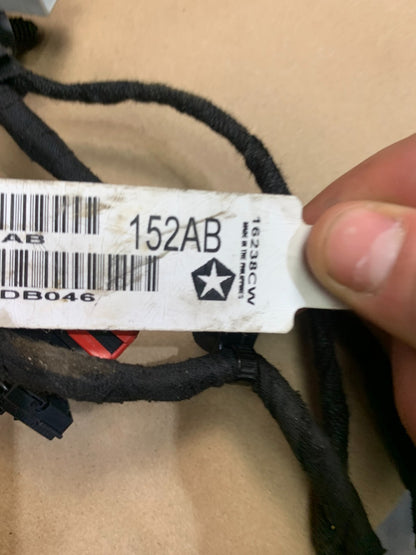 AB
152AB
DB046
16238CW
MADE IN THE PHILIPPINES